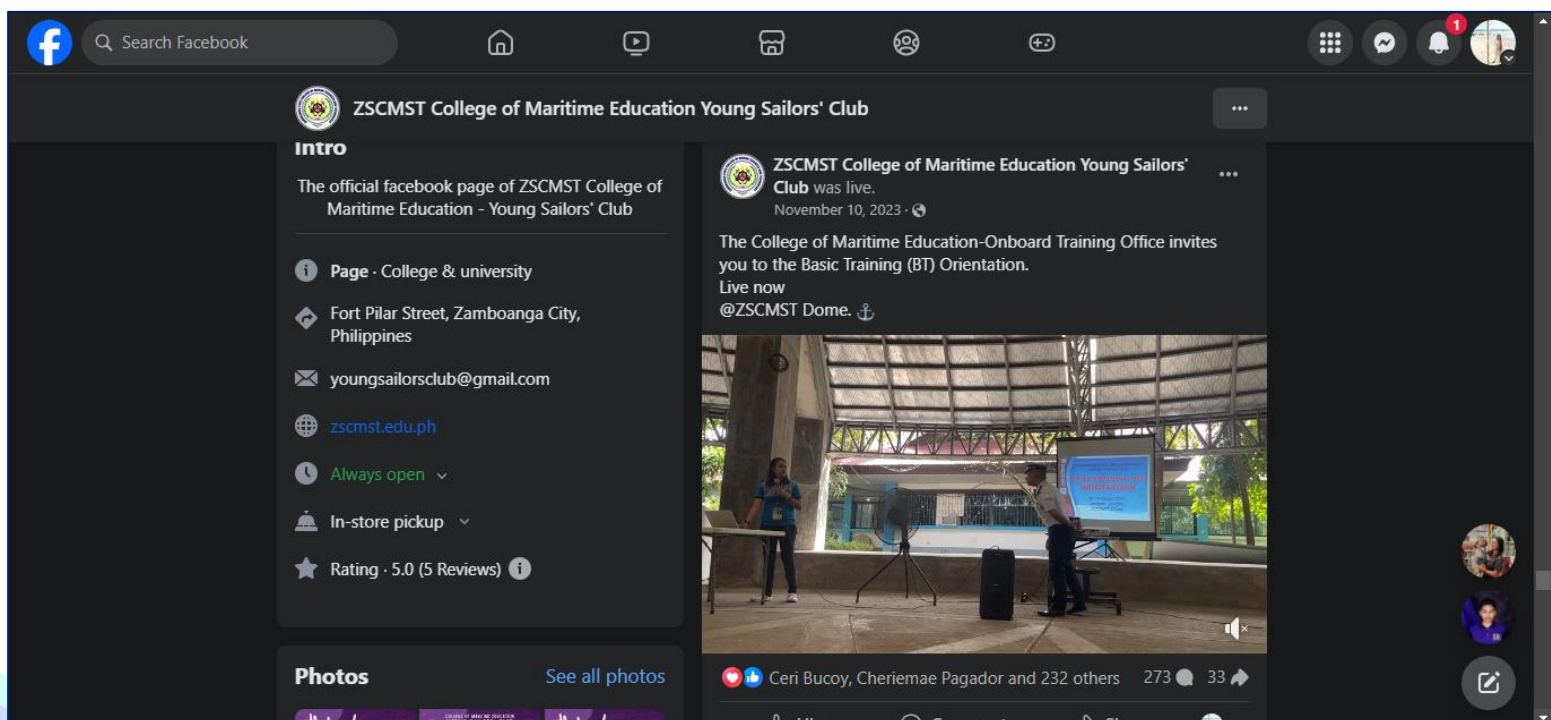 Search Facebook
1
ZSCMST College of Maritime Education Young Sailors' Club
Intro
The official facebook page of ZSCMST College of
Maritime Education - Young Sailors' Club
Page · College & university
Fort Pilar Street, Zamboanga City,
Philippines
youngsailorsclub@gmail.com
zscmst.edu.ph
Always open
In-store pickup
Rating · 5.0 (5 Reviews)
Photos
See all photos
ZSCMST College of Maritime Education Young Sailors'
Club was live.
November 10, 2023 ·
The College of Maritime Education-Onboard Training Office invites
you to the Basic Training (BT) Orientation.
Live now
@ZSCMST Dome. ⚓
Ceri Bucoy, Cheriemae Pagador and 232 others 273 33